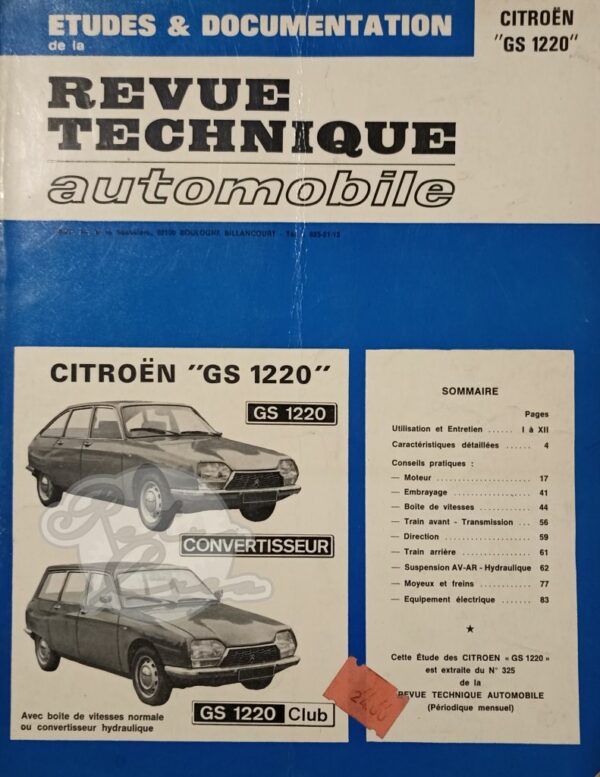 ETUDES & DOCUMENTATION
de la
CITROËN
"GS 1220"
REVUE
TECHNIQUE
automobile
92100 BOULOGNE BILLANCOURT
CITROËN "GS 1220"
GS 1220
CONVERTISSEUR
GS 1220 Club
Avec boite de vitesses normale
ou convertisseur hydraulique
SOMMAIRE
Pages
Utilisation et Entretien ...... I à XII
Caractéristiques détaillées ...... 4
Conseils pratiques :
— Moteur ...... 17
— Embrayage ...... 41
— Boîte de vitesses ...... 44
— Train avant - Transmission ... 56
— Direction ...... 59
— Train arrière ...... 61
— Suspension AV-AR - Hydraulique 62
— Moyeux et freins ...... 77
— Equipement électrique ...... 83
★
Cette Étude des CITROEN « GS 1220 »
est extraite du N° 325
de la
REVUE TECHNIQUE AUTOMOBILE
(Périodique mensuel)